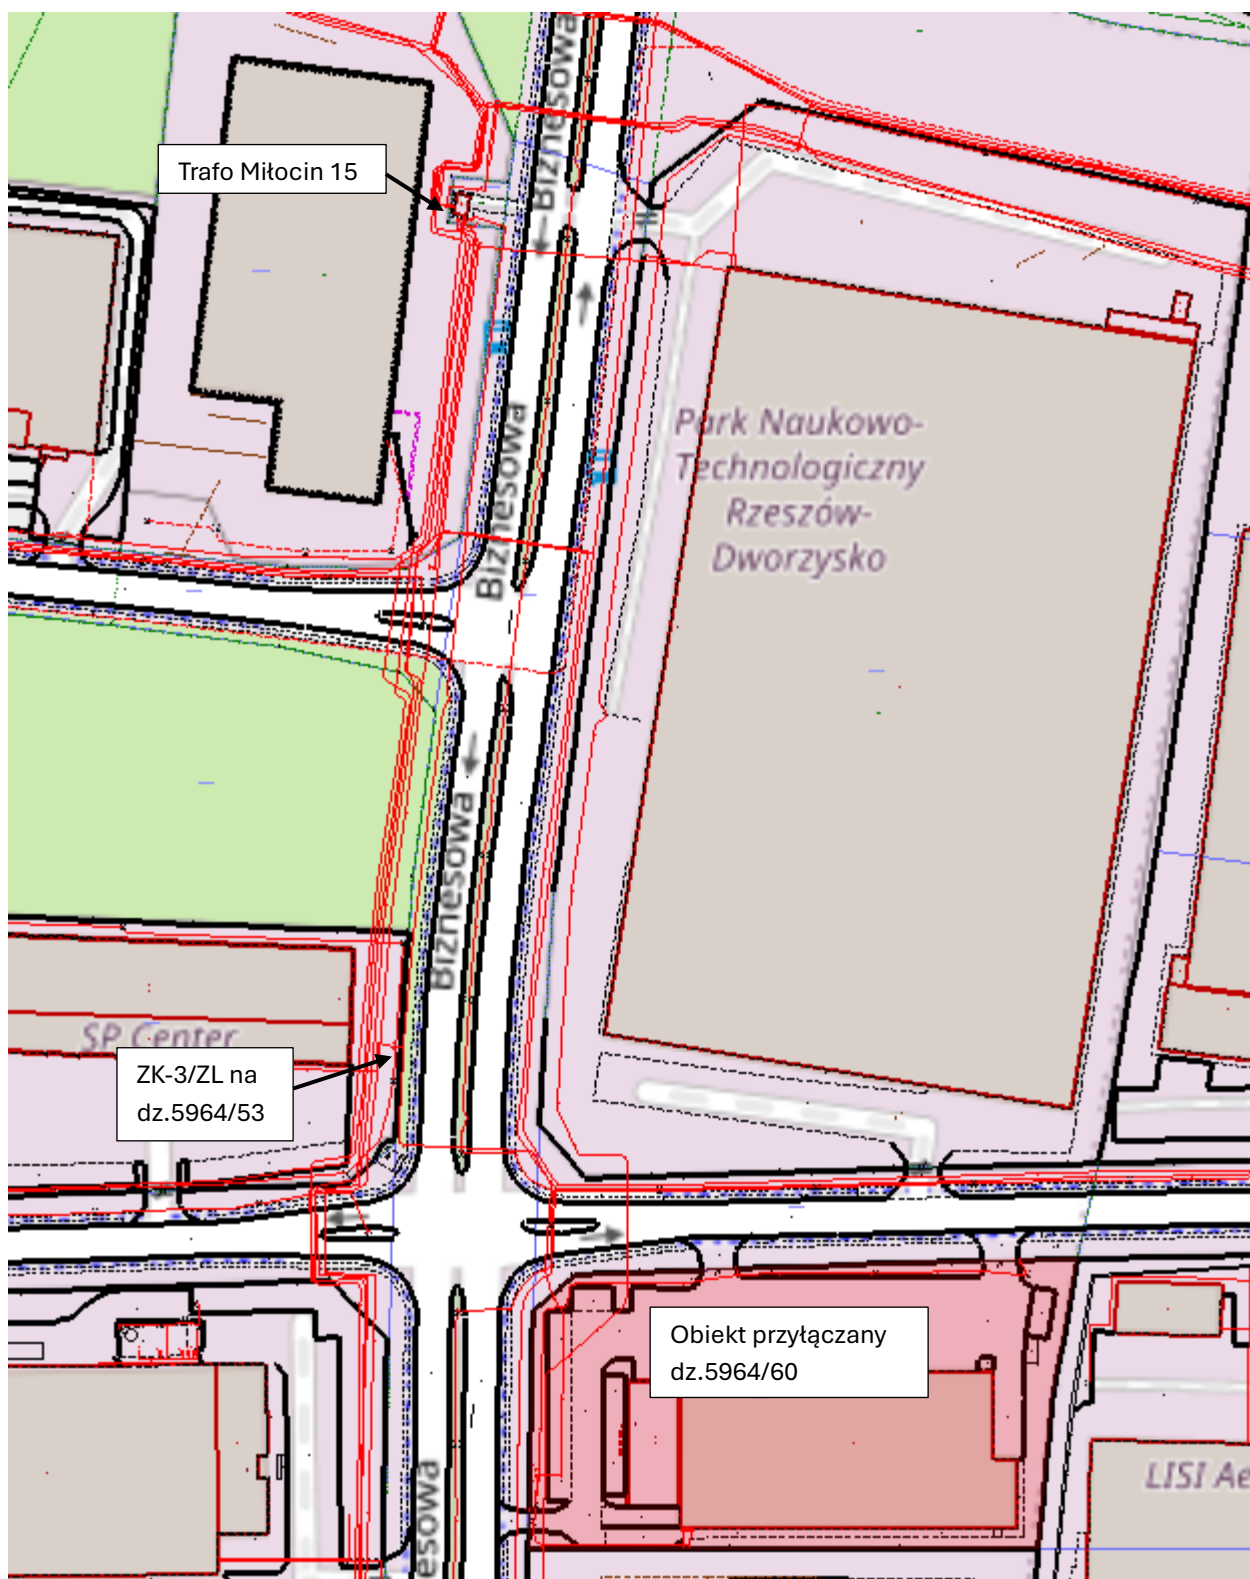 Biznesowa
Trafo Miłocin 15
Park Naukowo-
Technologiczny
Rzeszów-
Dworzysko
Biznesowa
Biznesowa
SP Center
ZK-3/ZL na
dz.5964/53
Obiekt przyłączany
dz.5964/60
LISI Ae
esowa